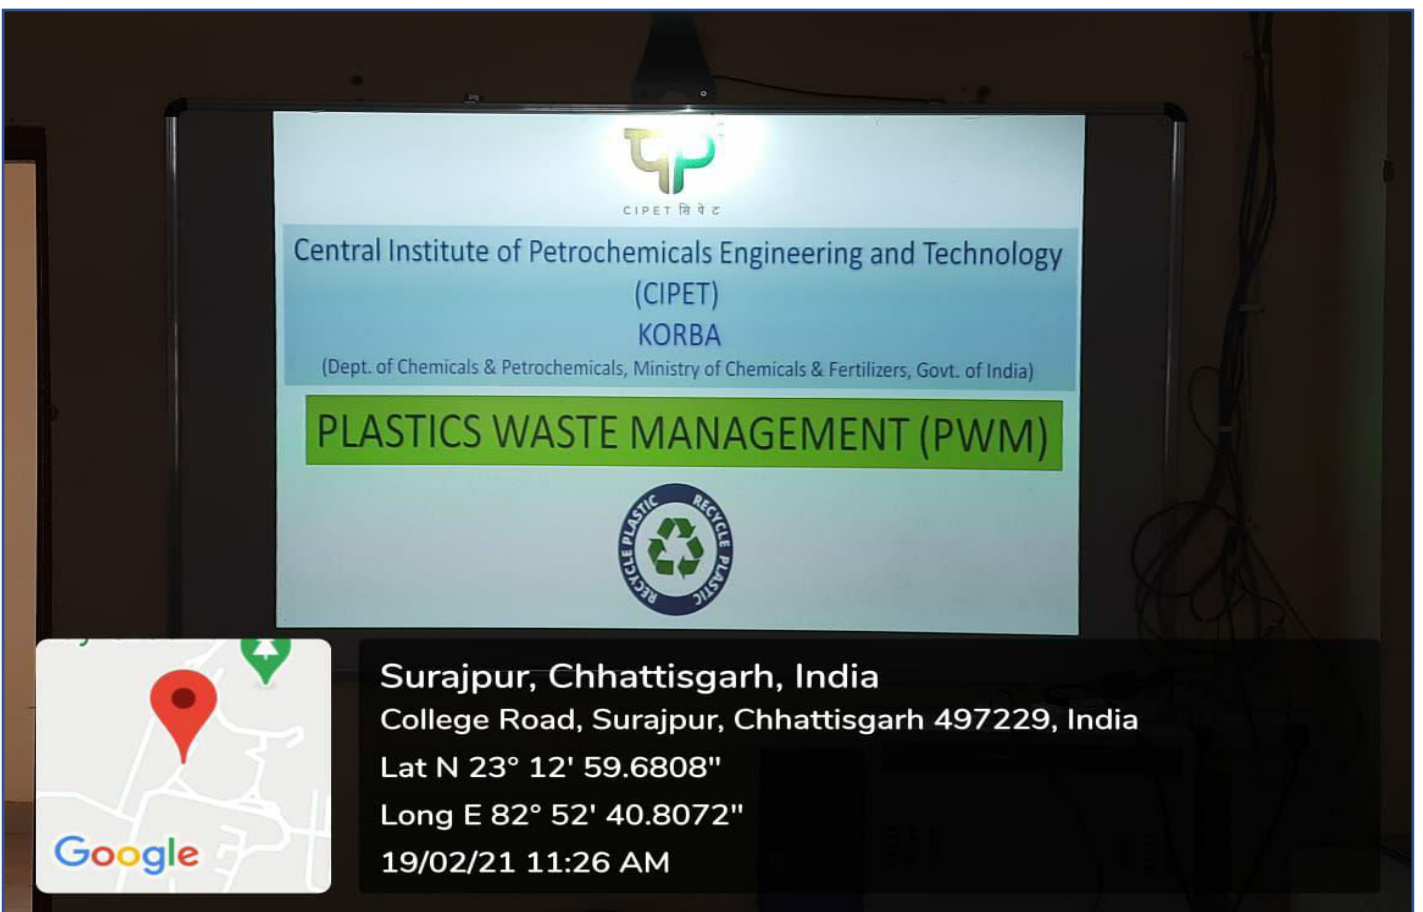 CIPET सिपेट
Central Institute of Petrochemicals Engineering and Technology
(CIPET)
KORBA
(Dept. of Chemicals & Petrochemicals, Ministry of Chemicals & Fertilizers, Govt. of India)
PLASTICS WASTE MANAGEMENT (PWM)
RECYCLE PLASTIC RECYCLE PLASTIC
Surajpur, Chhattisgarh, India
College Road, Surajpur, Chhattisgarh 497229, India
Lat N 23° 12' 59.6808"
Long E 82° 52' 40.8072"
19/02/21 11:26 AM
Google